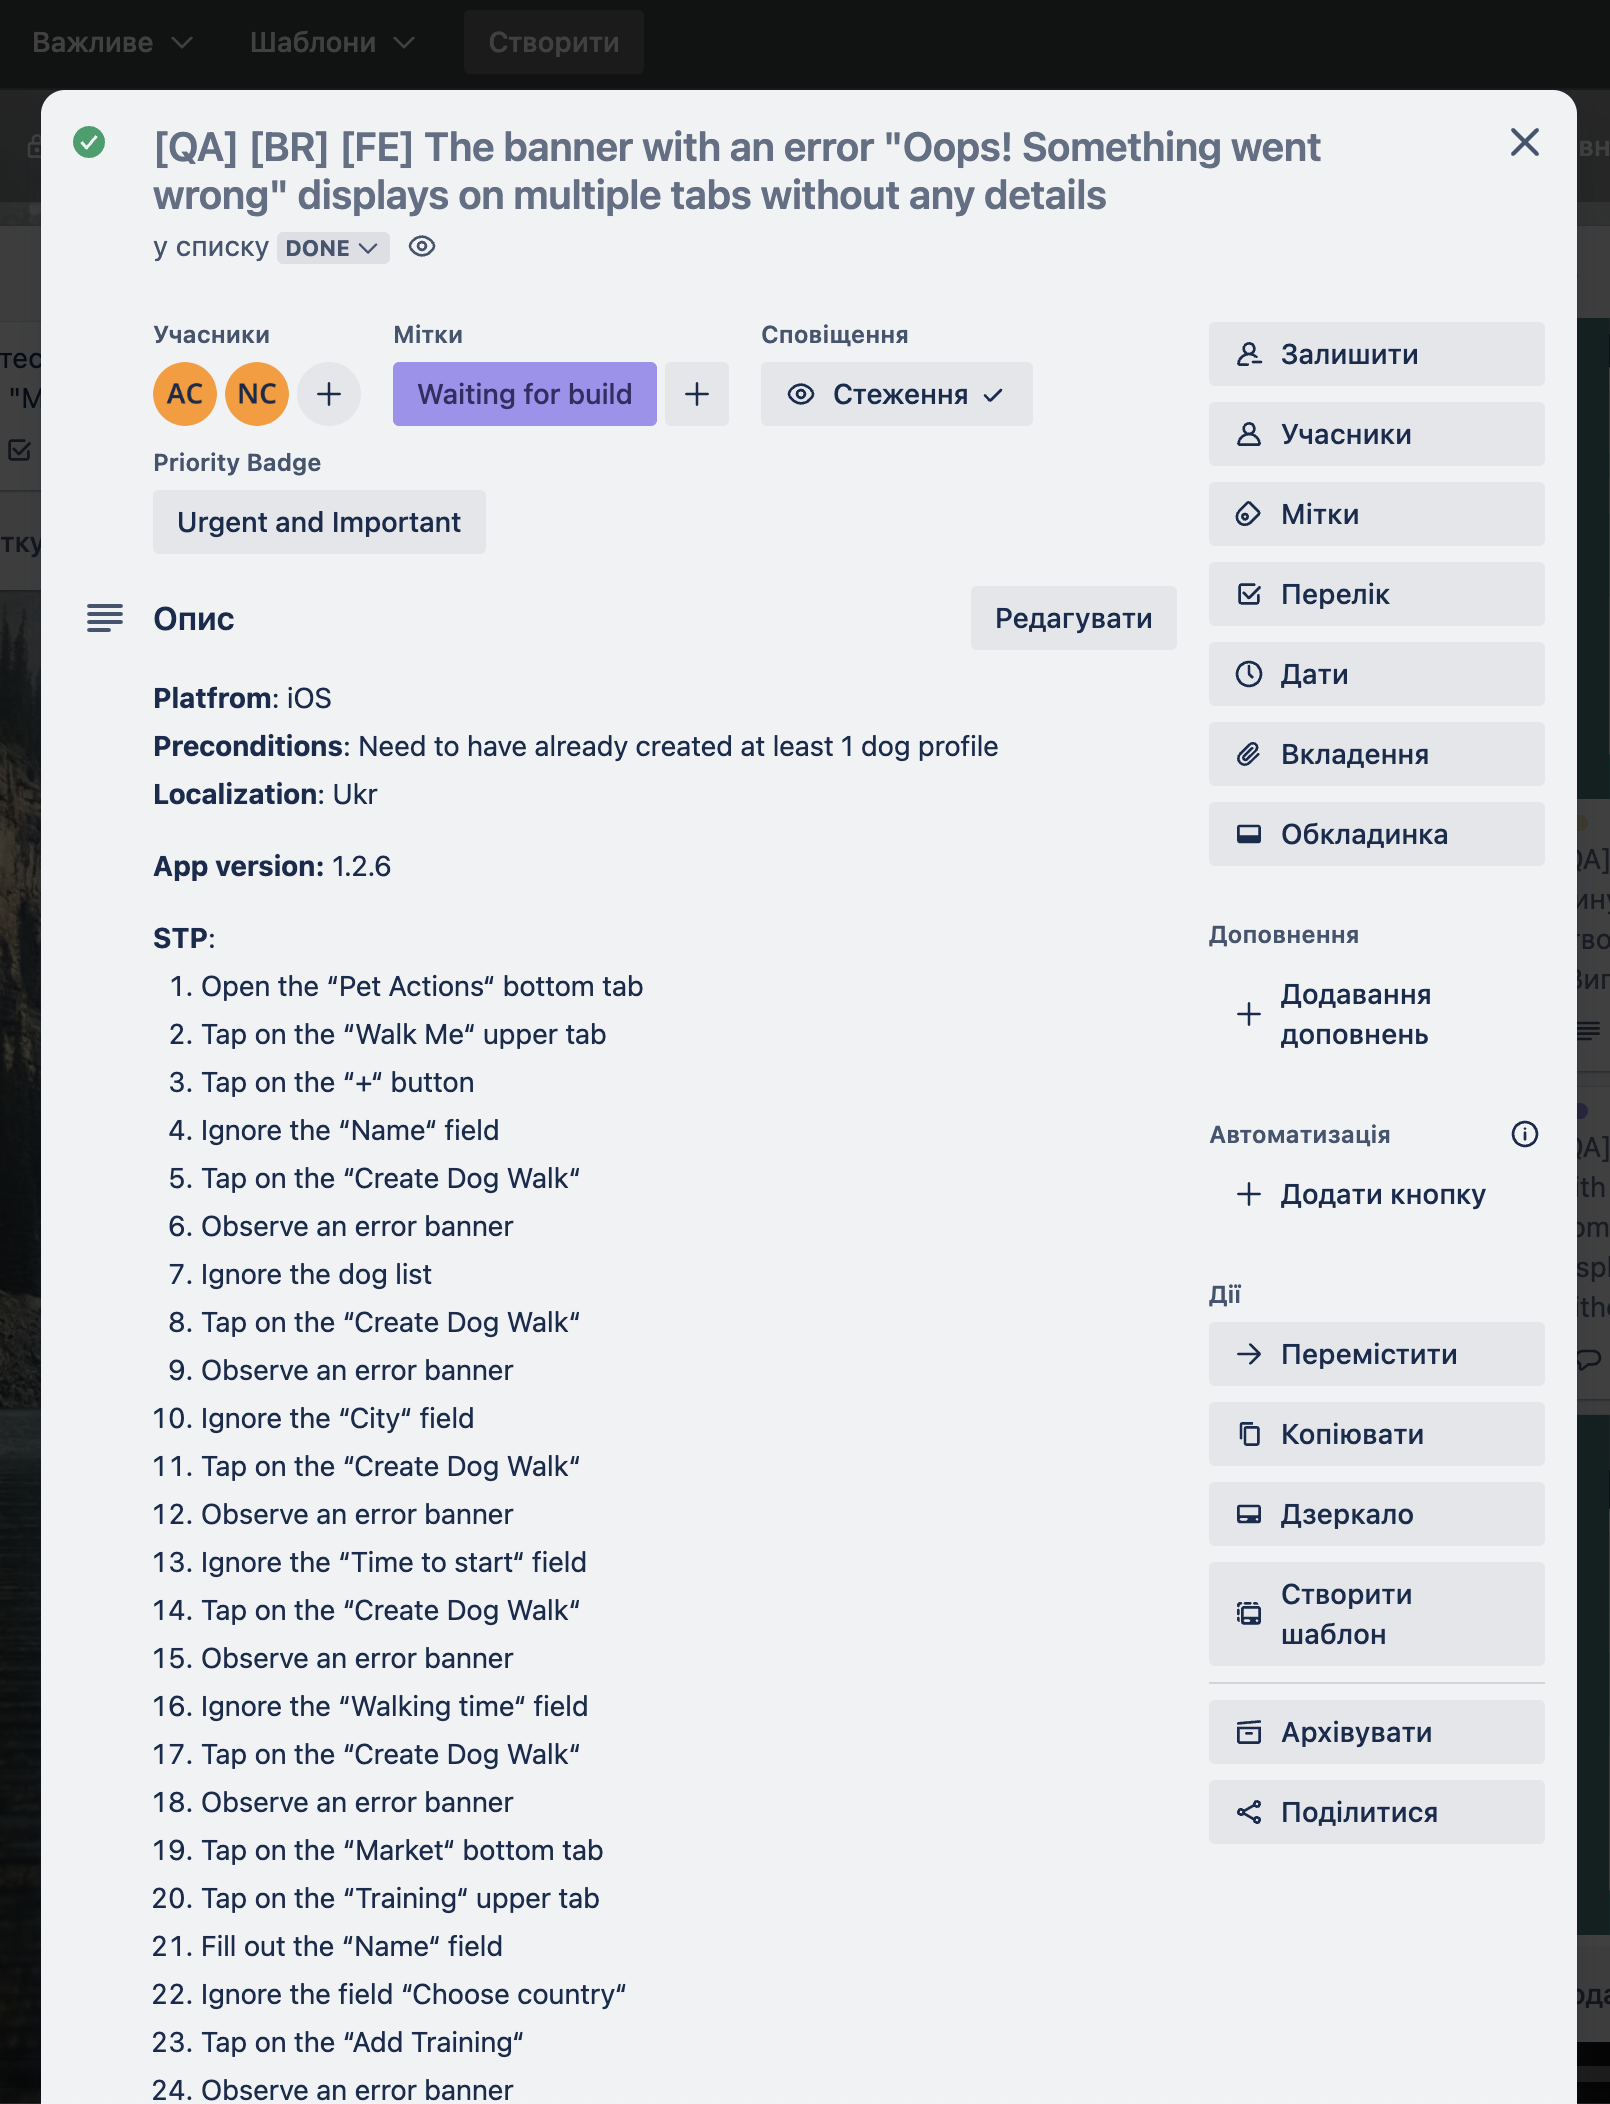 Важливе
Шаблони
Створити
[QA] [BR] [FE] The banner with an error "Oops! Something went
wrong" displays on multiple tabs without any details
у списку DONE
Учасники
Мітки
Сповіщення
AC
NC
Waiting for build
Стеження
Priority Badge
Urgent and Important
Опис
Редагувати
Platfrom: iOS
Preconditions: Need to have already created at least 1 dog profile
Localization: Ukr
App version: 1.2.6
STP:
1. Open the “Pet Actions“ bottom tab
2. Tap on the “Walk Me“ upper tab
3. Tap on the “+“ button
4. Ignore the “Name“ field
5. Tap on the “Create Dog Walk“
6. Observe an error banner
7. Ignore the dog list
8. Tap on the “Create Dog Walk“
9. Observe an error banner
10. Ignore the “City“ field
11. Tap on the “Create Dog Walk“
12. Observe an error banner
13. Ignore the “Time to start“ field
14. Tap on the “Create Dog Walk“
15. Observe an error banner
16. Ignore the “Walking time“ field
17. Tap on the “Create Dog Walk“
18. Observe an error banner
19. Tap on the “Market“ bottom tab
20. Tap on the “Training“ upper tab
21. Fill out the “Name“ field
22. Ignore the field “Choose country“
23. Tap on the “Add Training“
24. Observe an error banner
Залишити
Учасники
Мітки
Перелік
Дати
Вкладення
Обкладинка
Доповнення
Додавання
доповнень
Автоматизація
Додати кнопку
Дії
Перемістити
Копіювати
Дзеркало
Створити
шаблон
Архівувати
Поділитися